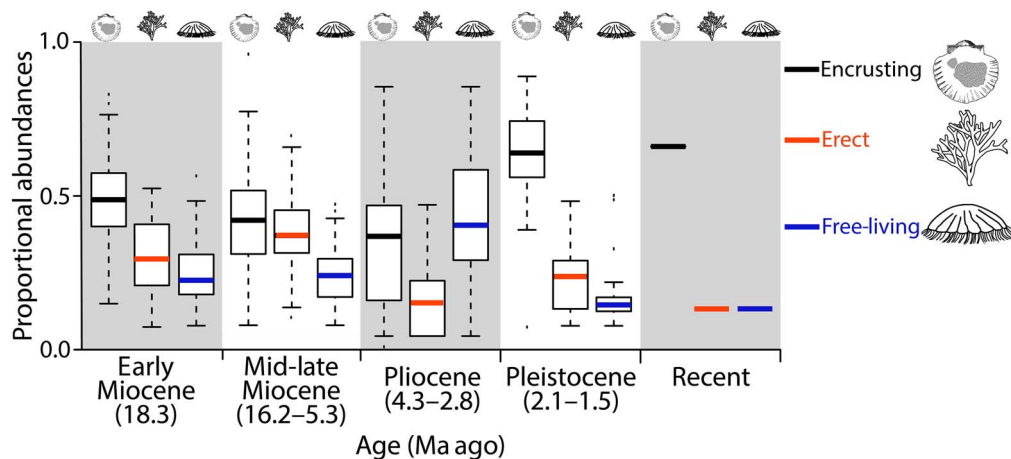 1.0
0.5
0.0
Proportional abundances
Early
Miocene
(18.3)
Mid-late
Miocene
(16.2–5.3)
Pliocene
(4.3–2.8)
Pleistocene
(2.1–1.5)
Recent
Age (Ma ago)
Encrusting
Erect
Free-living